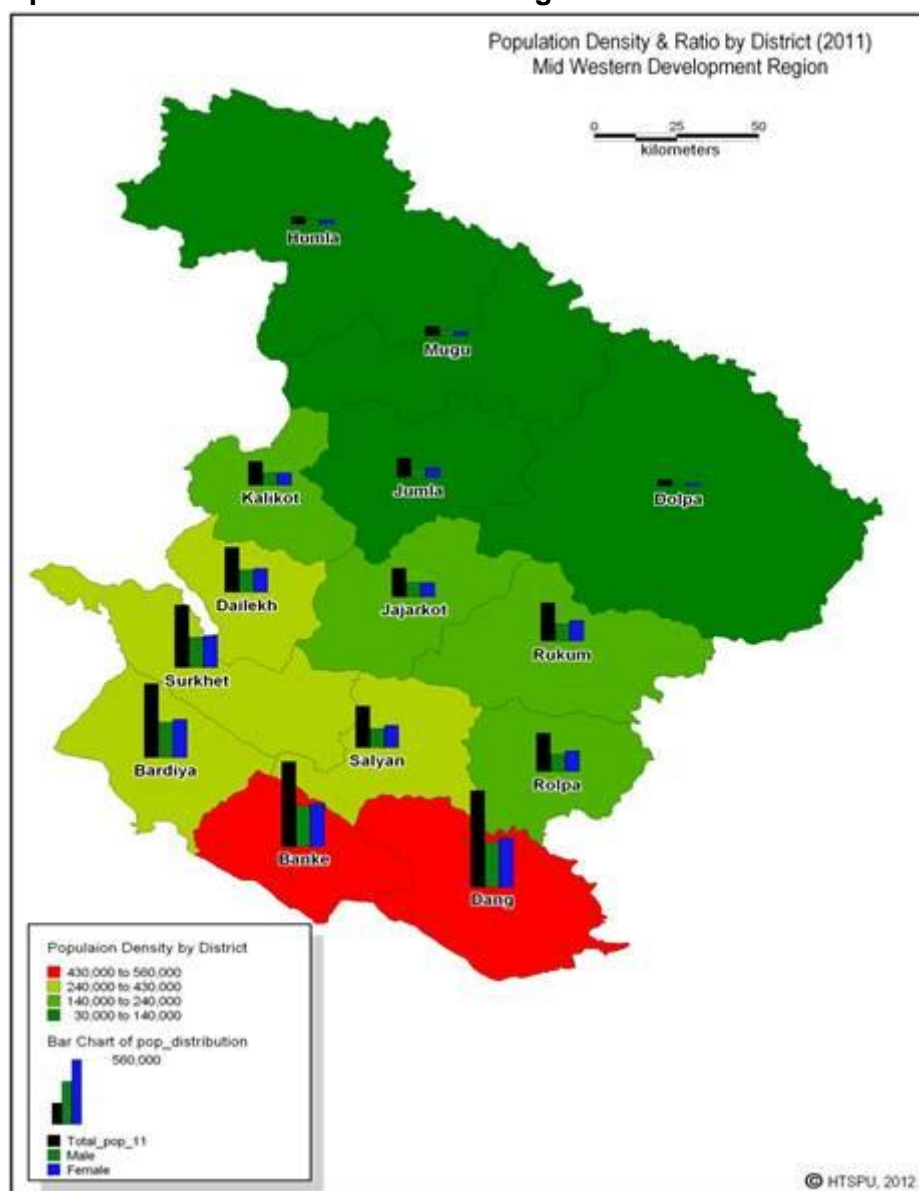 Population Density & Ratio by District (2011)
Mid Western Development Region
0 25 50
kilometers
Humla
Mugu
Kalikot
Jumla
Dolpa
Dailekh
Jajarkot
Rukum
Surkhet
Bardiya
Salyan
Rolpa
Banke
Dang
Populaion Density by District
430,000 to 560,000
240,000 to 430,000
140,000 to 240,000
30,000 to 140,000
Bar Chart of pop_distribution
560,000
Total_pop_11
Male
Female
© HTSPU, 2012